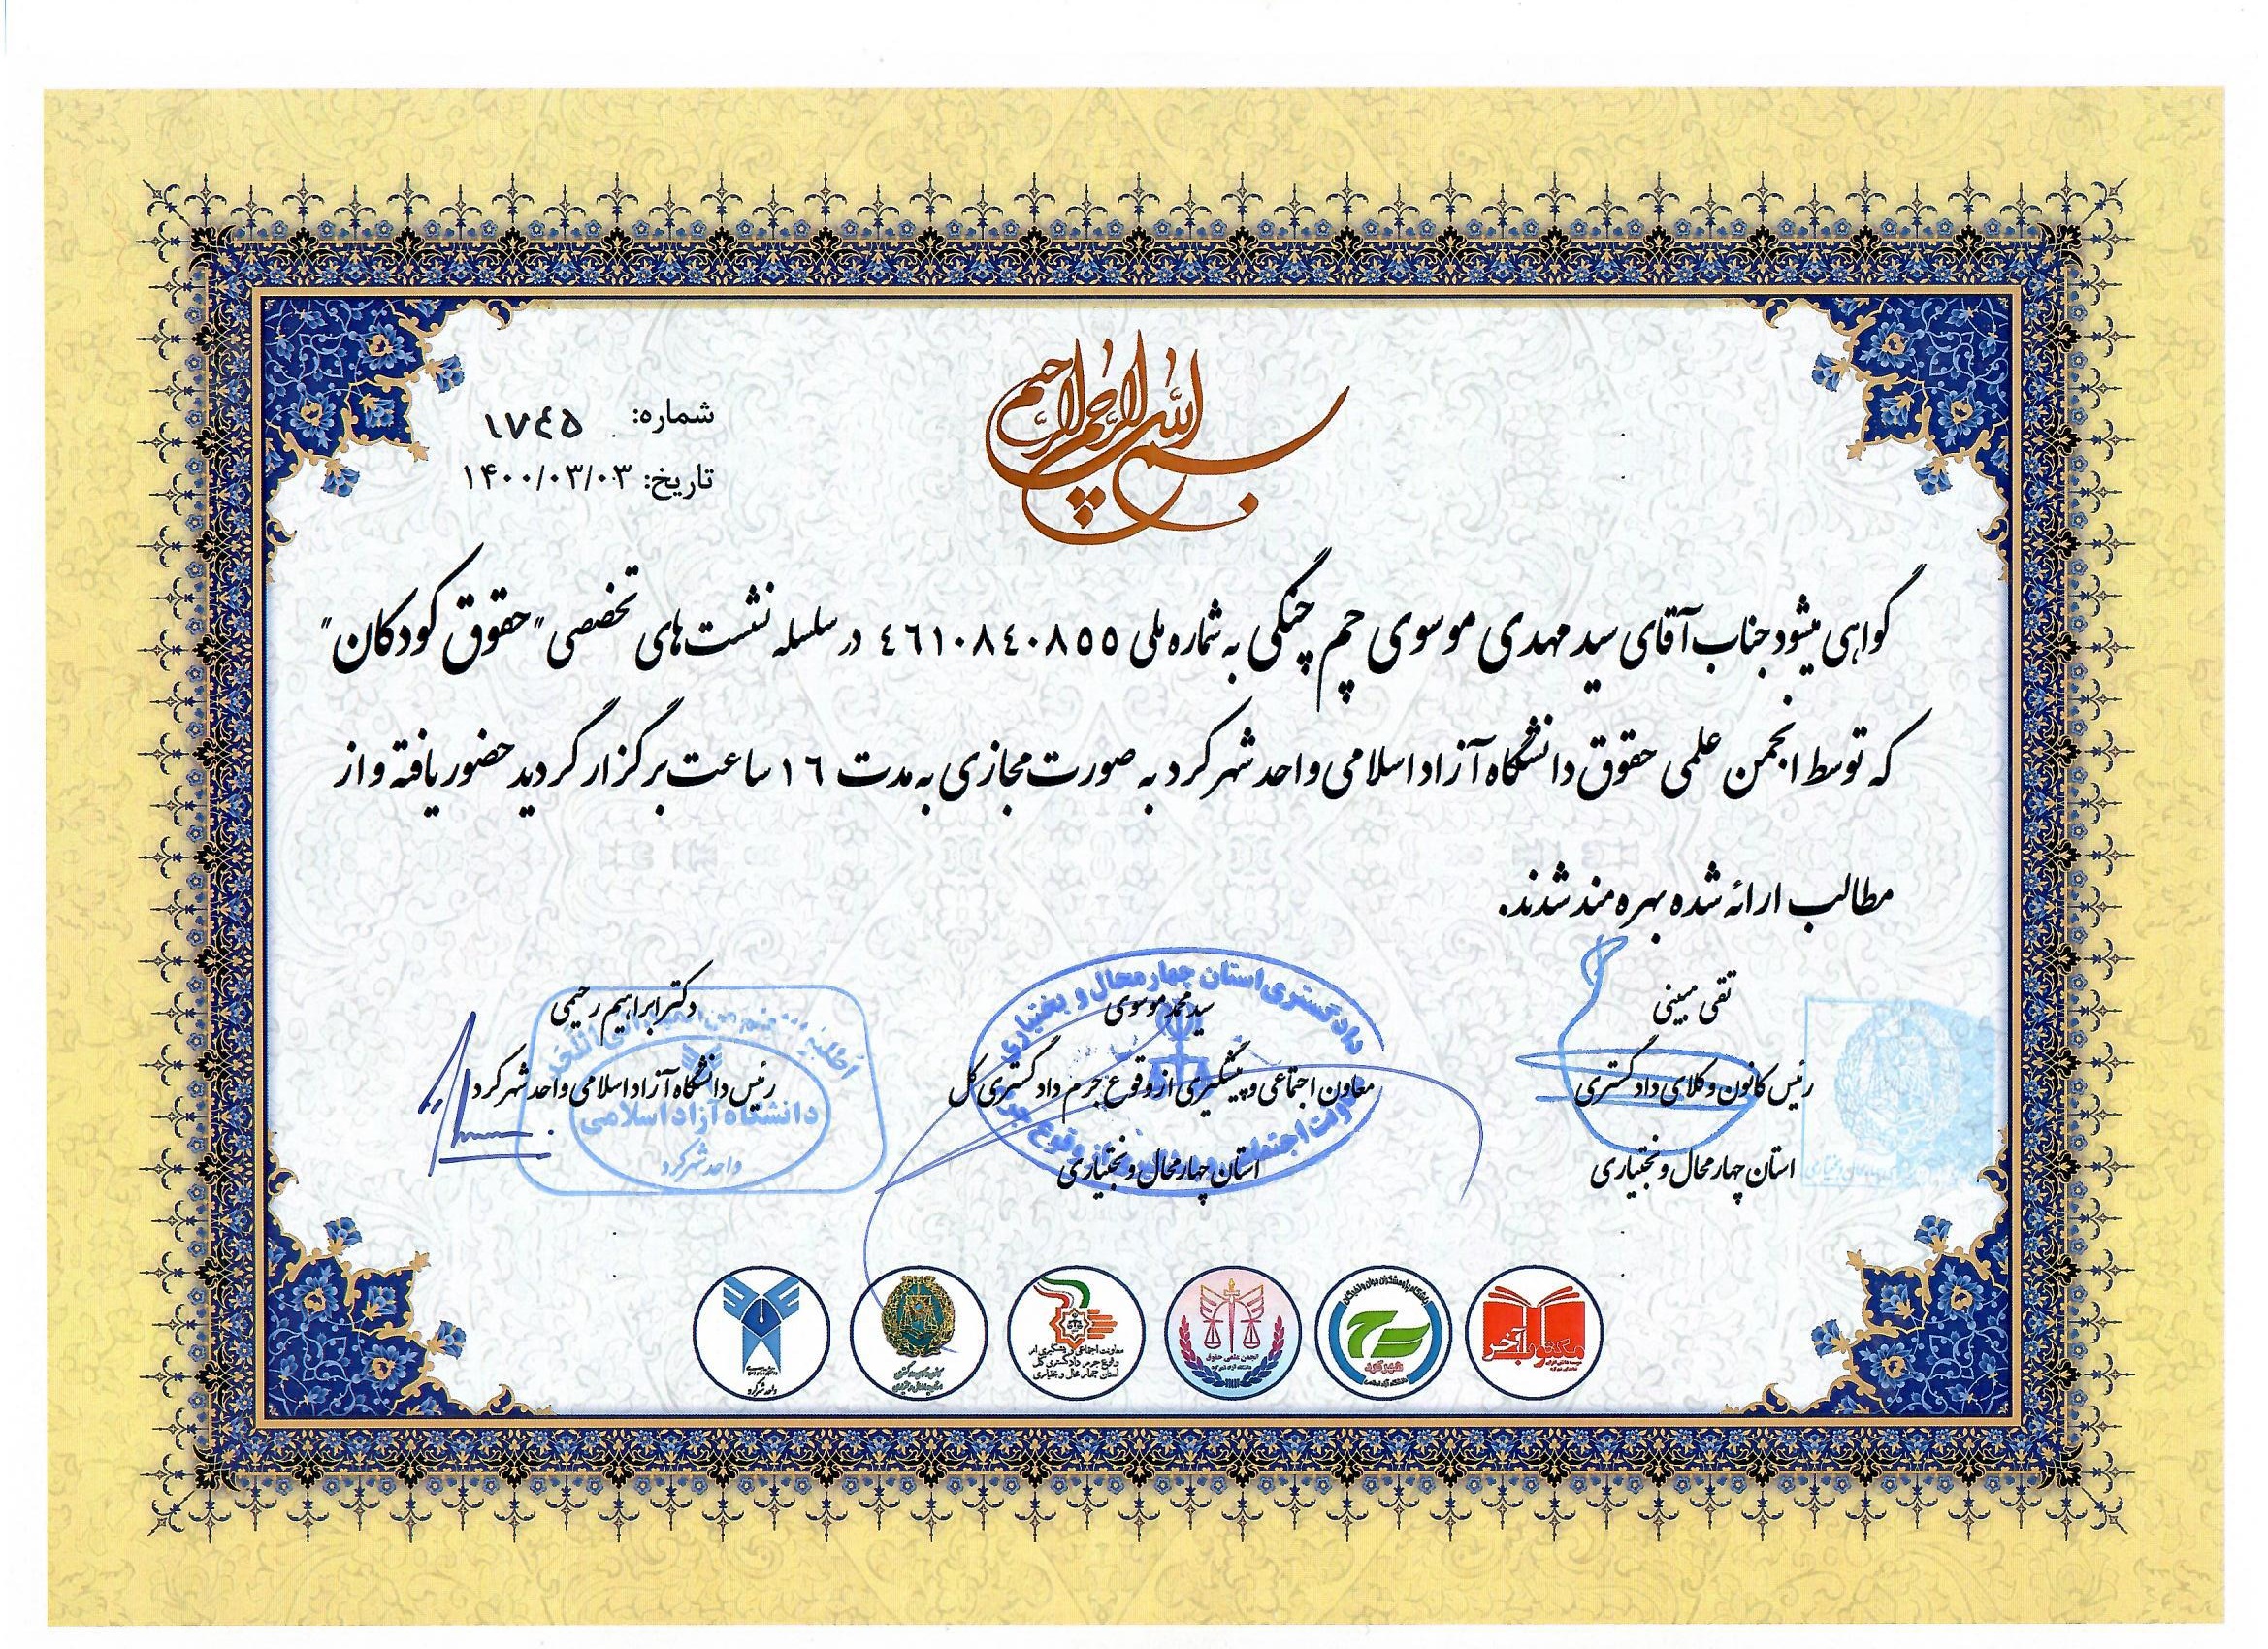 بسم الله الرحمن الرحیم
شماره: ١٧٤٥
تاریخ: ۱۴۰۰/۰۳/۰۳
گواهی میشود جناب آقای سید مهدی موسوی چم چنگی به شماره ملی ٤٦١٠٨٤٠٨٥٥ در سلسله نشست های تخصصی "حقوق کودکان"
که توسط انجمن علمی حقوق دانشگاه آزاد اسلامی واحد شهرکرد به صورت مجازی به مدت ١٦ ساعت برگزار گردید حضور یافته و از
مطالب ارائه شده بهره مند شدند.
تقی مبینی
رئیس کانون وکلای دادگستری
استان چهارمحال و بختیاری
سید محمد موسوی
معاون اجتماعی و پیشگیری از وقوع جرم دادگستری کل
استان چهارمحال و بختیاری
دکتر ابراهیم رحیمی
رئیس دانشگاه آزاد اسلامی واحد شهرکرد
دادگستری استان چهارمحال و بختیاری
دانشگاه آزاد اسلامی
واحد شهرکرد
مکتوب آخر
شهرکرد
انجمن علمی حقوق
معاونت اجتماعی و پیشگیری از
وقوع جرم دادگستری کل
استان چهارمحال و بختیاری
واحد شهرکرد